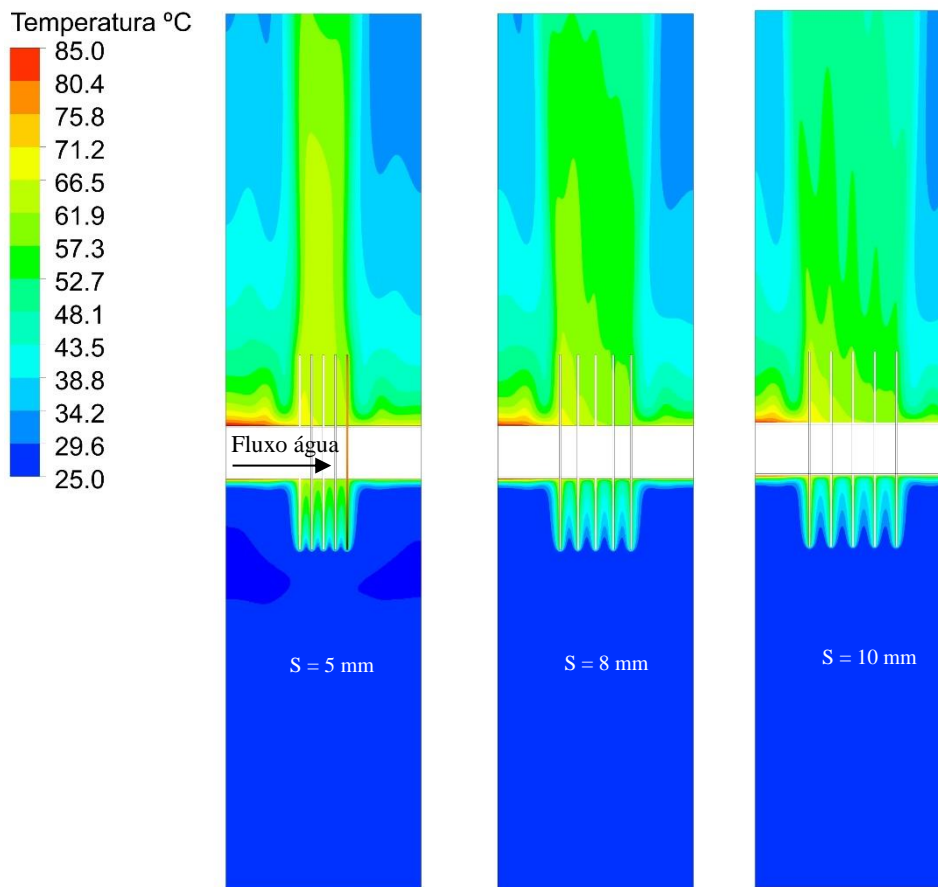 Temperatura ºC
85.0
80.4
75.8
71.2
66.5
61.9
57.3
52.7
48.1
43.5
38.8
34.2
29.6
25.0
Fluxo água
S = 5 mm
S = 8 mm
S = 10 mm